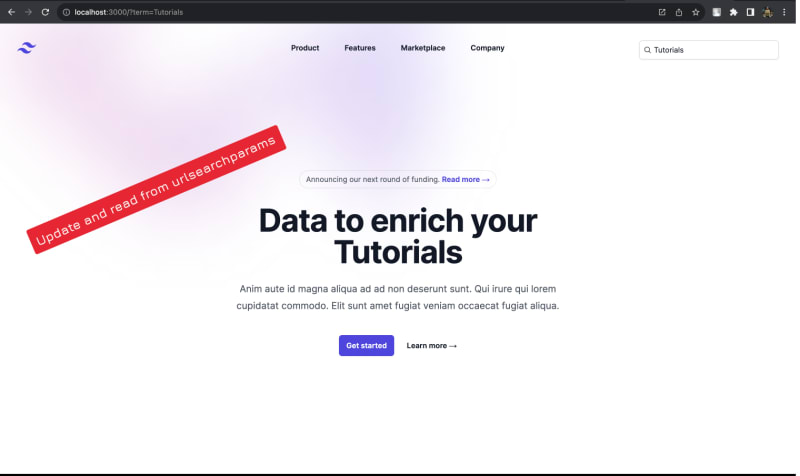 localhost:3000/?term=Tutorials
Product Features Marketplace Company
Tutorials
Update and read from urlsearchparams
Announcing our next round of funding. Read more →
Data to enrich your
Tutorials
Anim aute id magna aliqua ad ad non deserunt sunt. Qui irure qui lorem
cupidatat commodo. Elit sunt amet fugiat veniam occaecat fugiat aliqua.
Get started Learn more →